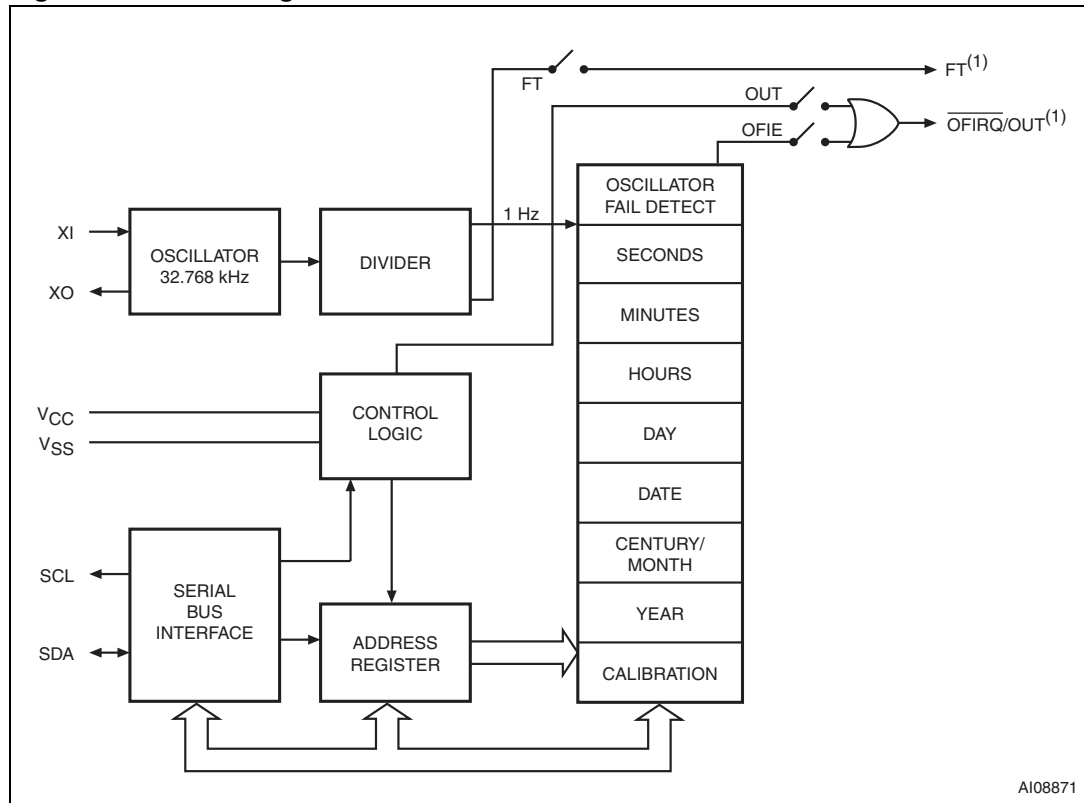 FT
FT(1)
OUT
OFIE
OFIRQ/OUT(1)
OSCILLATOR
FAIL DETECT
1 Hz
XI
XO
OSCILLATOR
32.768 kHz
DIVIDER
SECONDS
MINUTES
HOURS
VCC
VSS
CONTROL
LOGIC
DAY
DATE
CENTURY/
MONTH
SCL
SDA
SERIAL
BUS
INTERFACE
ADDRESS
REGISTER
YEAR
CALIBRATION
AI08871